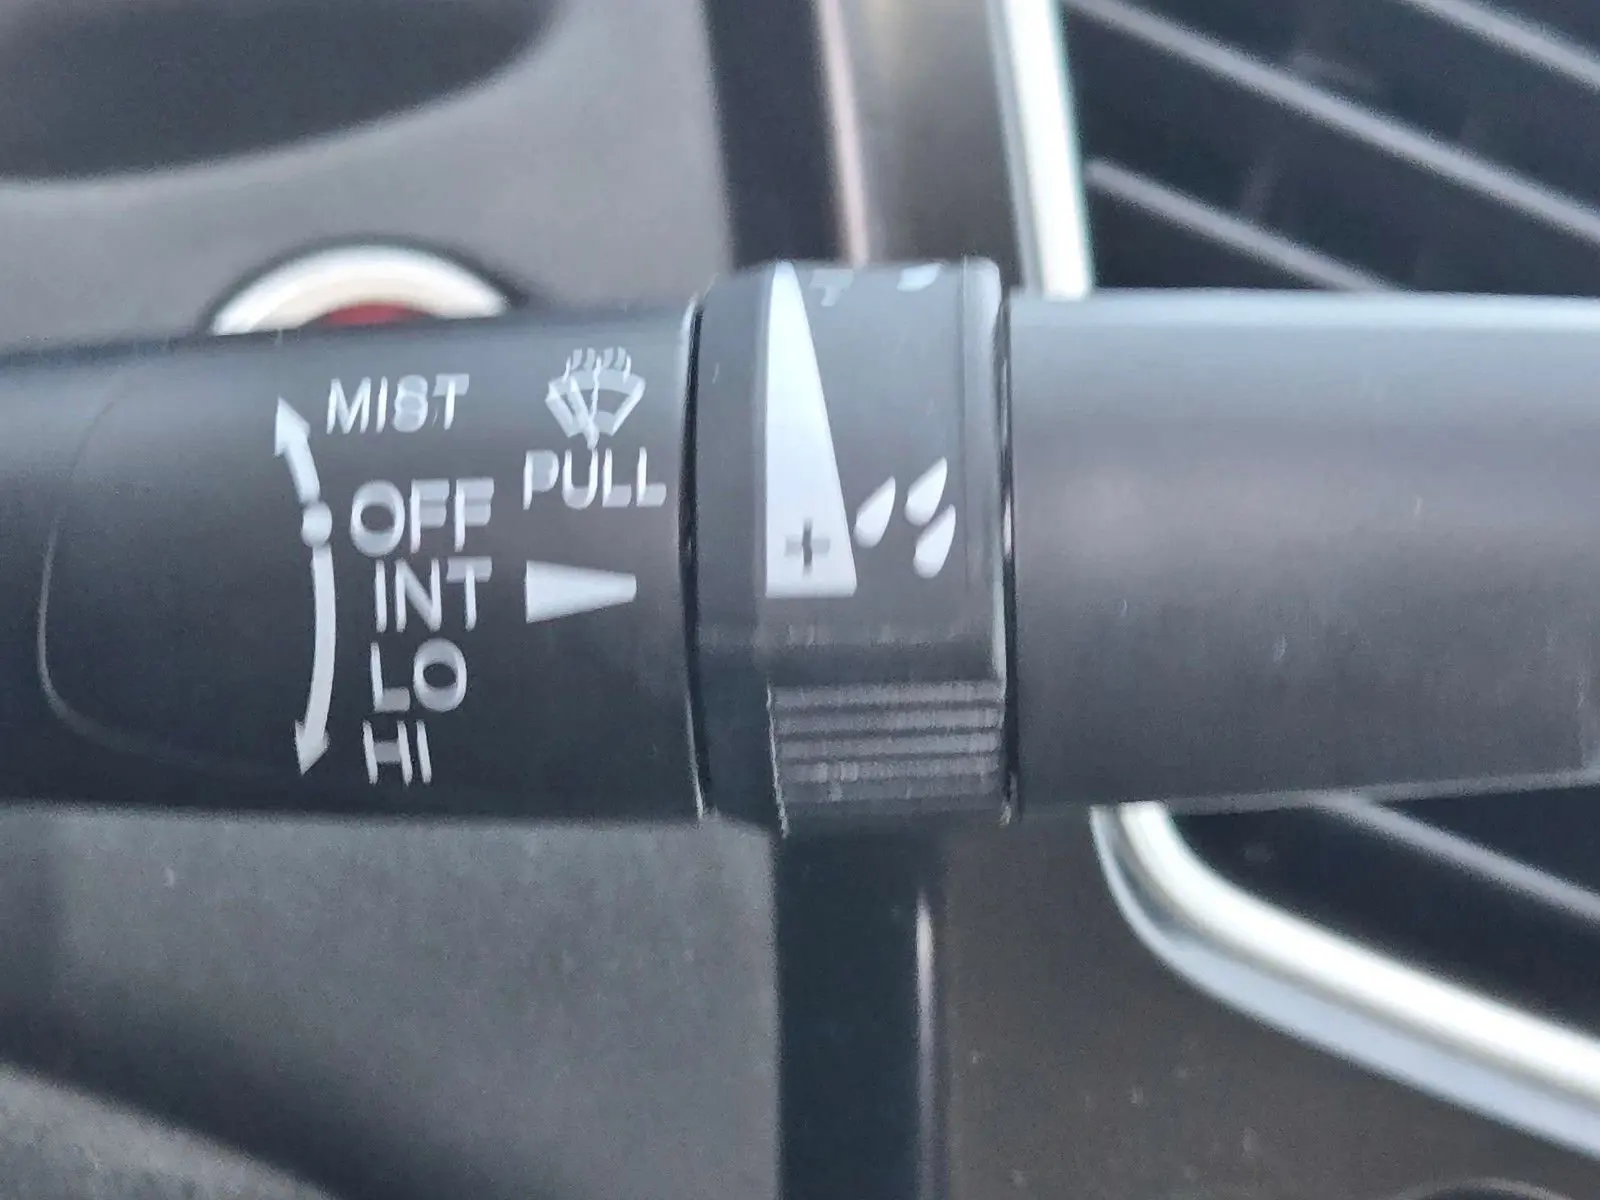 MIST
PULL
OFF
INT
LO
HI
+